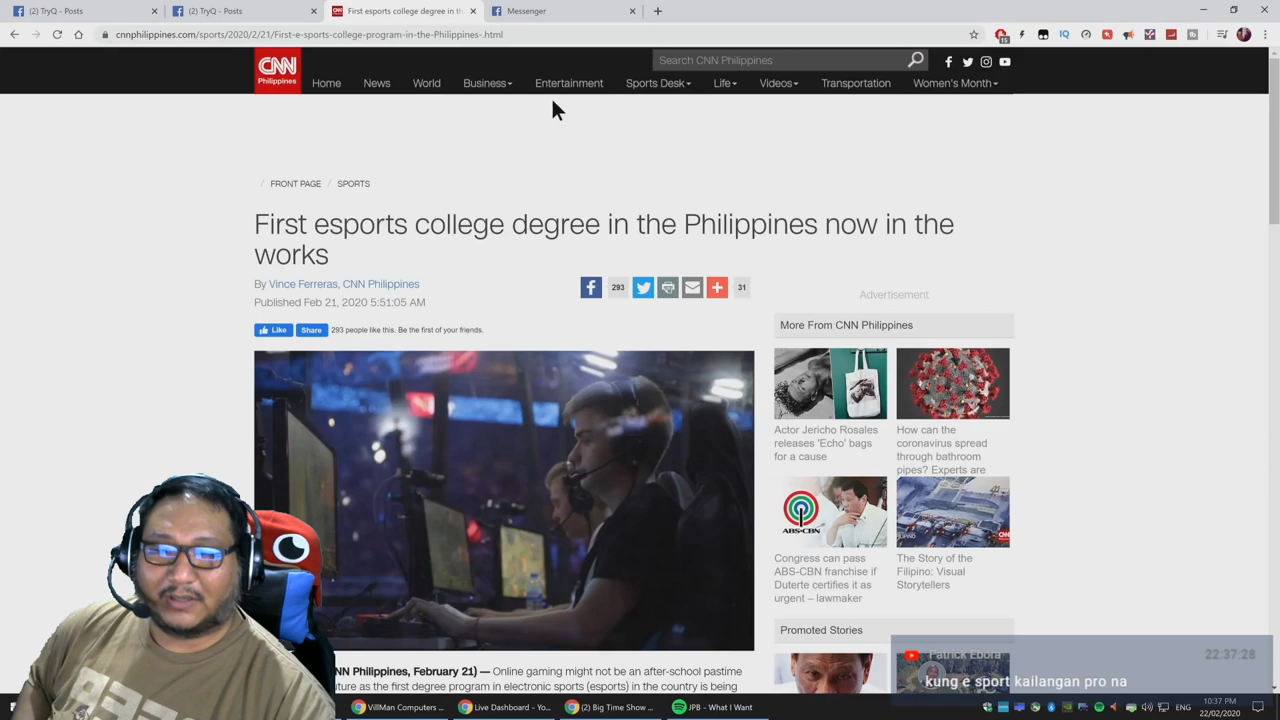 (2) TryQ - Posts
(2) TryQ - Posts
First esports college degree in the
Messenger
cnnphilippines.com/sports/2020/2/21/First-e-sports-college-program-in-the-Philippines-.html
CNN
Philippines
Search CNN Philippines
Home
News
World
Business
Entertainment
Sports Desk
Life
Videos
Transportation
Women's Month
/ FRONT PAGE / SPORTS
First esports college degree in the Philippines now in the
works
By Vince Ferreras, CNN Philippines
Published Feb 21, 2020 5:51:05 AM
293
31
Like
Share
293 people like this. Be the first of your friends.
Advertisement
More From CNN Philippines
Actor Jericho Rosales
releases 'Echo' bags
for a cause
How can the
coronavirus spread
through bathroom
pipes? Experts are
ABS-CBN
Congress can pass
ABS-CBN franchise if
Duterte certifies it as
urgent – lawmaker
The Story of the
Filipino: Visual
Storytellers
Promoted Stories
NN Philippines, February 21) — Online gaming might not be an after-school pastime
ture as the first degree program in electronic sports (esports) in the country is being
Patrick Ebora
22:37:28
kung e sport kailangan pro na
VillMan Computers ...
Live Dashboard - Yo...
(2) Big Time Show ...
JPB - What I Want
ENG
10:37 PM
22/02/2020